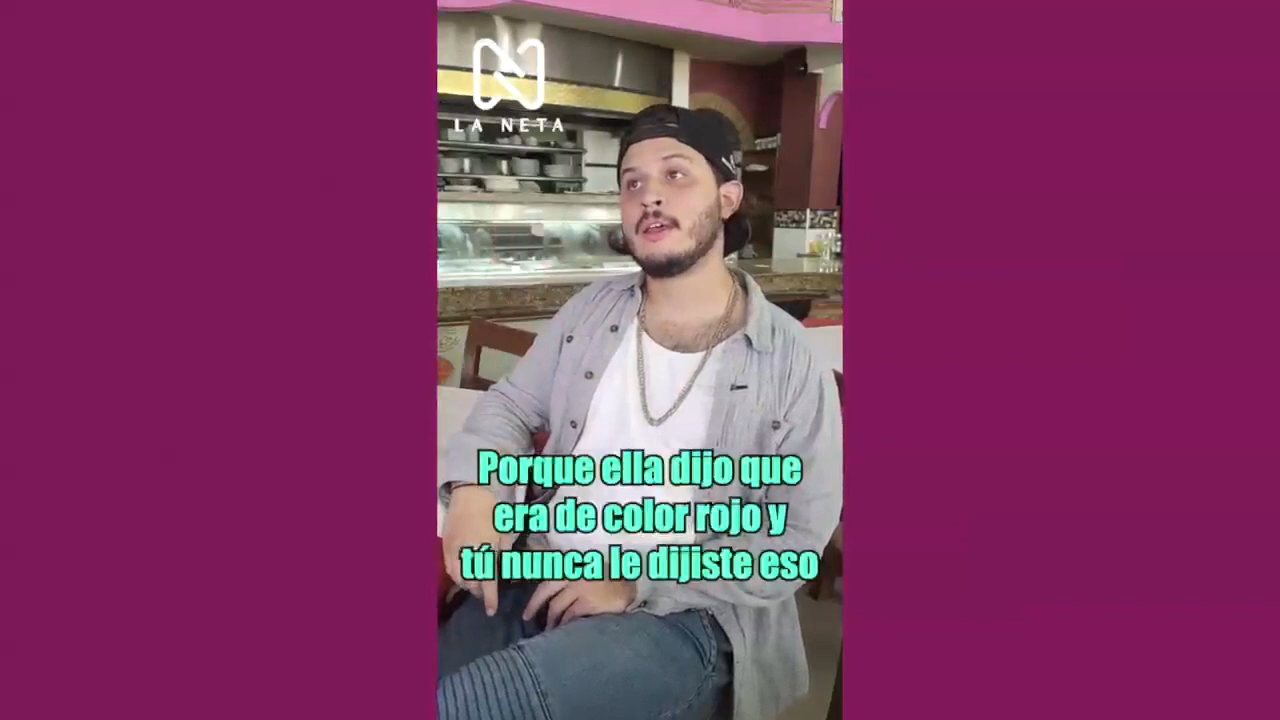 LA NETA
Porque ella dijo que
era de color rojo y
tú nunca le dijiste eso